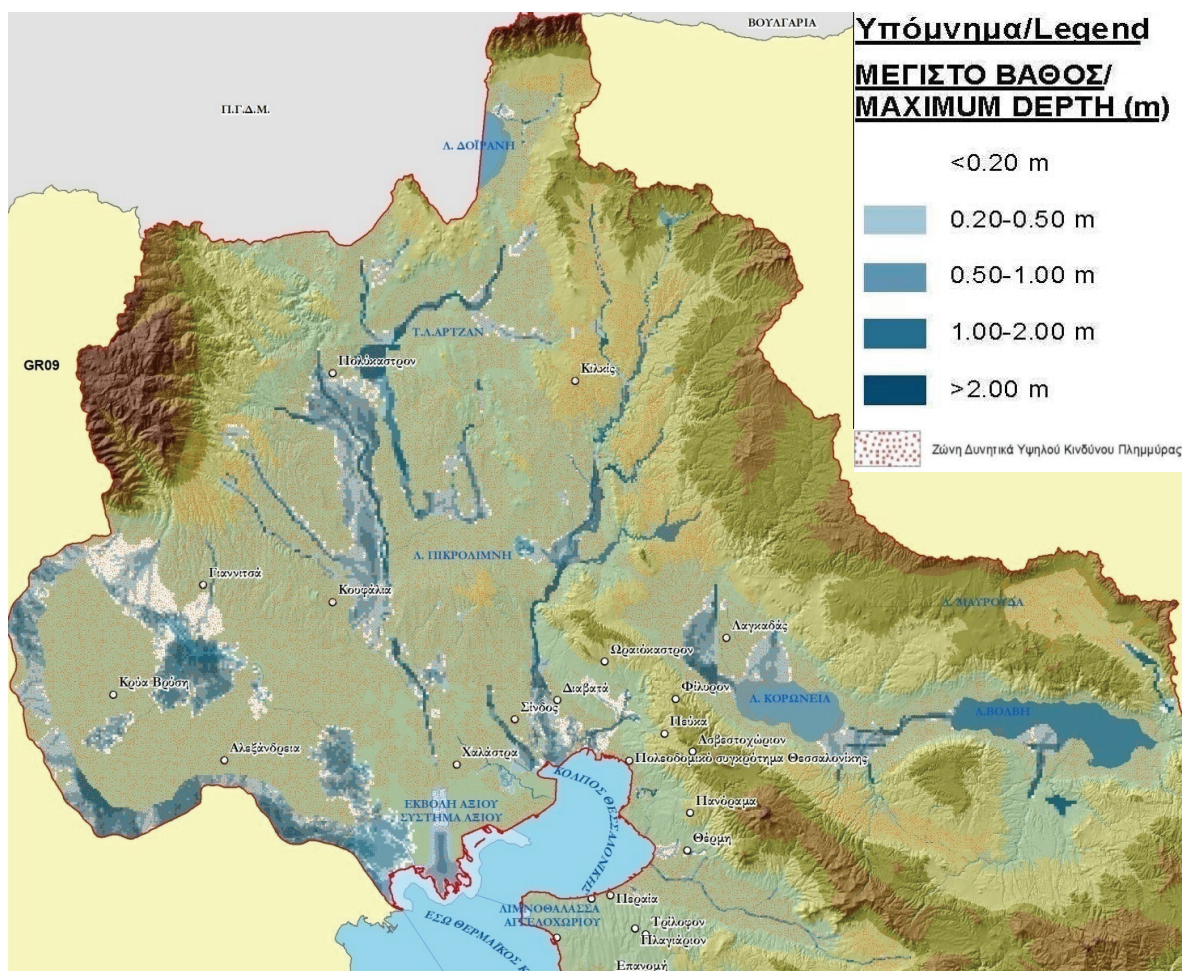 ΒΟΥΛΓΑΡΙΑ
Π.Γ.Δ.Μ.
Λ. ΔΟΪΡΑΝΗ
Τ.Λ.ΑΡΤΖΑΝ
GR09
Πολύκαστρον
Κιλκίς
Λ. ΠΙΚΡΟΛΙΜΝΗ
Γιαννιτσά
Κουφάλια
Λ. ΜΑΥΡΟΥΔΑ
Λαγκαδάς
Ωραιόκαστρον
Κρύα Βρύση
Διαβατά
Φίλυρον
Λ. ΚΟΡΩΝΕΙΑ
Λ.ΒΟΛΒΗ
Σίνδος
Πεύκα
Ασβεστοχώριον
Αλεξάνδρεια
Χαλάστρα
Πολεοδομικό συγκρότημα Θεσσαλονίκης
ΚΟΛΠΟΣ ΘΕΣΣΑΛΟΝΙΚΗΣ
ΕΚΒΟΛΗ ΑΞΙΟΥ
ΣΥΣΤΗΜΑ ΑΞΙΟΥ
Πανόραμα
Θέρμη
Περαία
ΛΙΜΝΟΘΑΛΑΣΣΑ
ΑΓΓΕΛΟΧΩΡΙΟΥ
ΕΣΩ ΘΕΡΜΑΪΚΟΣ Κ
Τρίλοφον
Πλαγιάριον
Επανομή
Υπόμνημα/Legend
ΜΕΓΙΣΤΟ ΒΑΘΟΣ/
MAXIMUM DEPTH (m)
<0.20 m
0.20-0.50 m
0.50-1.00 m
1.00-2.00 m
>2.00 m
Ζώνη Δυνητικά Υψηλού Κινδύνου Πλημμύρας